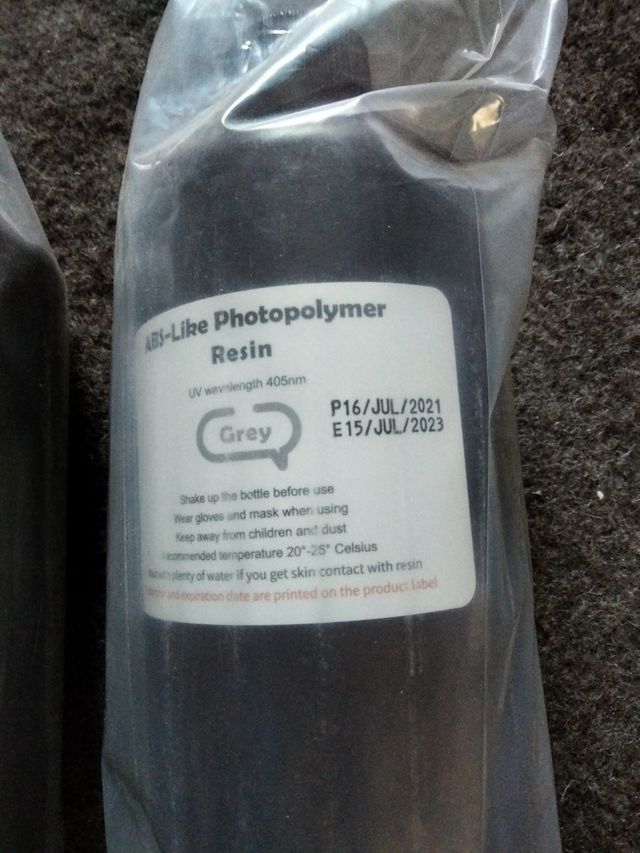 ABS-Like Photopolymer
Resin
UV wavelength 405nm
Grey
P16/JUL/2021
E15/JUL/2023
Shake up the bottle before use
Wear gloves and mask when using
Keep away from children and dust
recommended temperature 20°-25° Celsius
plenty of water if you get skin contact with resin
and expiration date are printed on the product label